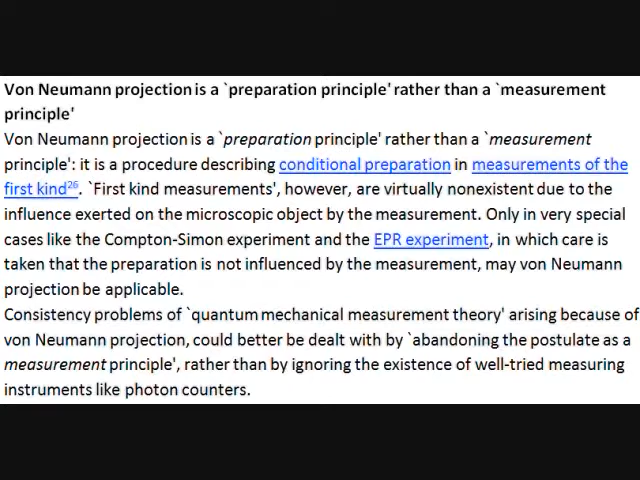 Von Neumann projection is a `preparation principle' rather than a `measurement
principle'
Von Neumann projection is a `preparation principle' rather than a `measurement
principle': it is a procedure describing conditional preparation in measurements of the
first kind26. `First kind measurements', however, are virtually nonexistent due to the
influence exerted on the microscopic object by the measurement. Only in very special
cases like the Compton-Simon experiment and the EPR experiment, in which care is
taken that the preparation is not influenced by the measurement, may von Neumann
projection be applicable.
Consistency problems of `quantum mechanical measurement theory' arising because of
von Neumann projection, could better be dealt with by `abandoning the postulate as a
measurement principle', rather than by ignoring the existence of well-tried measuring
instruments like photon counters.